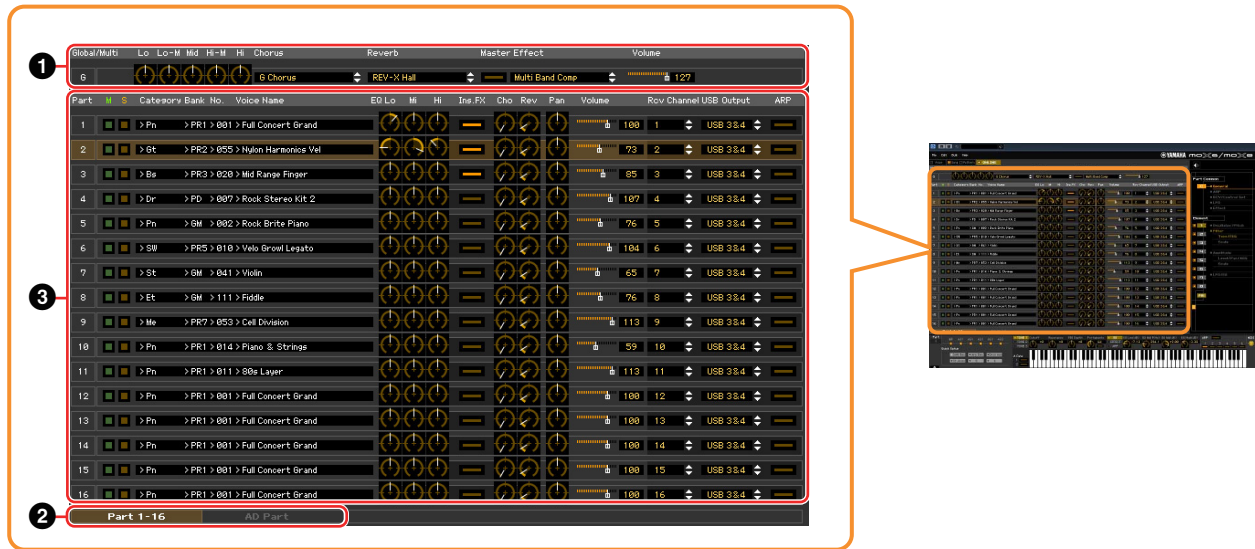 Global/Multi Lo Lo-M Mid Hi-M Hi Chorus Reverb Master Effect Volume
1
G G Chorus REV-X Hall Multi Band Comp 127
Part M S Category Bank No. Voice Name EQ Lo Mi Hi Ins.FX Cho Rev Pan Volume Rcv Channel USB Output ARP
1 > Pn > PR1 > 001 > Full Concert Grand 100 1 USB 3&4
2 > Gt > PR2 > 055 > Nylon Harmonics Vel 73 2 USB 3&4
3 > Bs > PR3 > 020 > Mid Range Finger 85 3 USB 3&4
4 > Dr > PD > 007 > Rock Stereo Kit 2 107 4 USB 3&4
5 > Pn > GM > 002 > Rock Brite Piano 76 5 USB 3&4
6 > SW > PR5 > 010 > Velo Growl Legato 104 6 USB 3&4
7 > St > GM > 041 > Violin 65 7 USB 3&4
3
8 > Et > GM > 111 > Fiddle 76 8 USB 3&4
9 > Me > PR7 > 053 > Cell Division 113 9 USB 3&4
10 > Pn > PR1 > 014 > Piano & Strings 59 10 USB 3&4
11 > Pn > PR1 > 011 > 80s Layer 113 11 USB 3&4
12 > Pn > PR1 > 001 > Full Concert Grand 100 12 USB 3&4
13 > Pn > PR1 > 001 > Full Concert Grand 100 13 USB 3&4
14 > Pn > PR1 > 001 > Full Concert Grand 100 14 USB 3&4
15 > Pn > PR1 > 001 > Full Concert Grand 100 15 USB 3&4
16 > Pn > PR1 > 001 > Full Concert Grand 100 16 USB 3&4
2
Part 1-16 AD Part
YAMAHA